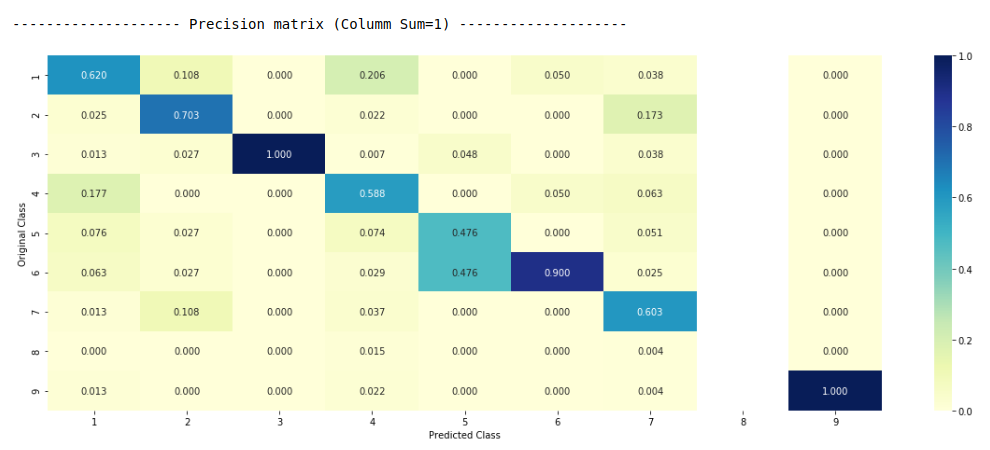 -------------------- Precision matrix (Columm Sum=1) --------------------
1.0
1 0.620 0.108 0.000 0.206 0.000 0.050 0.038 0.000
2 0.025 0.703 0.000 0.022 0.000 0.000 0.173 0.000
0.8
3 0.013 0.027 1.000 0.007 0.048 0.000 0.038 0.000
4 0.177 0.000 0.000 0.588 0.000 0.050 0.063 0.000
0.6
Original Class
5 0.076 0.027 0.000 0.074 0.476 0.000 0.051 0.000
6 0.063 0.027 0.000 0.029 0.476 0.900 0.025 0.000
0.4
7 0.013 0.108 0.000 0.037 0.000 0.000 0.603 0.000
0.2
8 0.000 0.000 0.000 0.015 0.000 0.000 0.004 0.000
9 0.013 0.000 0.000 0.022 0.000 0.000 0.004 1.000
0.0
1 2 3 4 5 6 7 8 9
Predicted Class